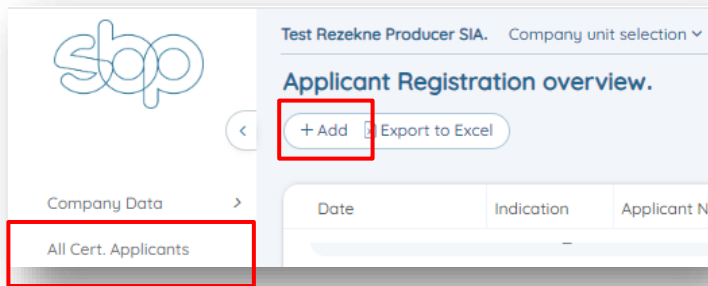 sbp
Test Rezekne Producer SIA. Company unit selection
Applicant Registration overview.
+ Add Export to Excel
Company Data
Date Indication Applicant N
All Cert. Applicants